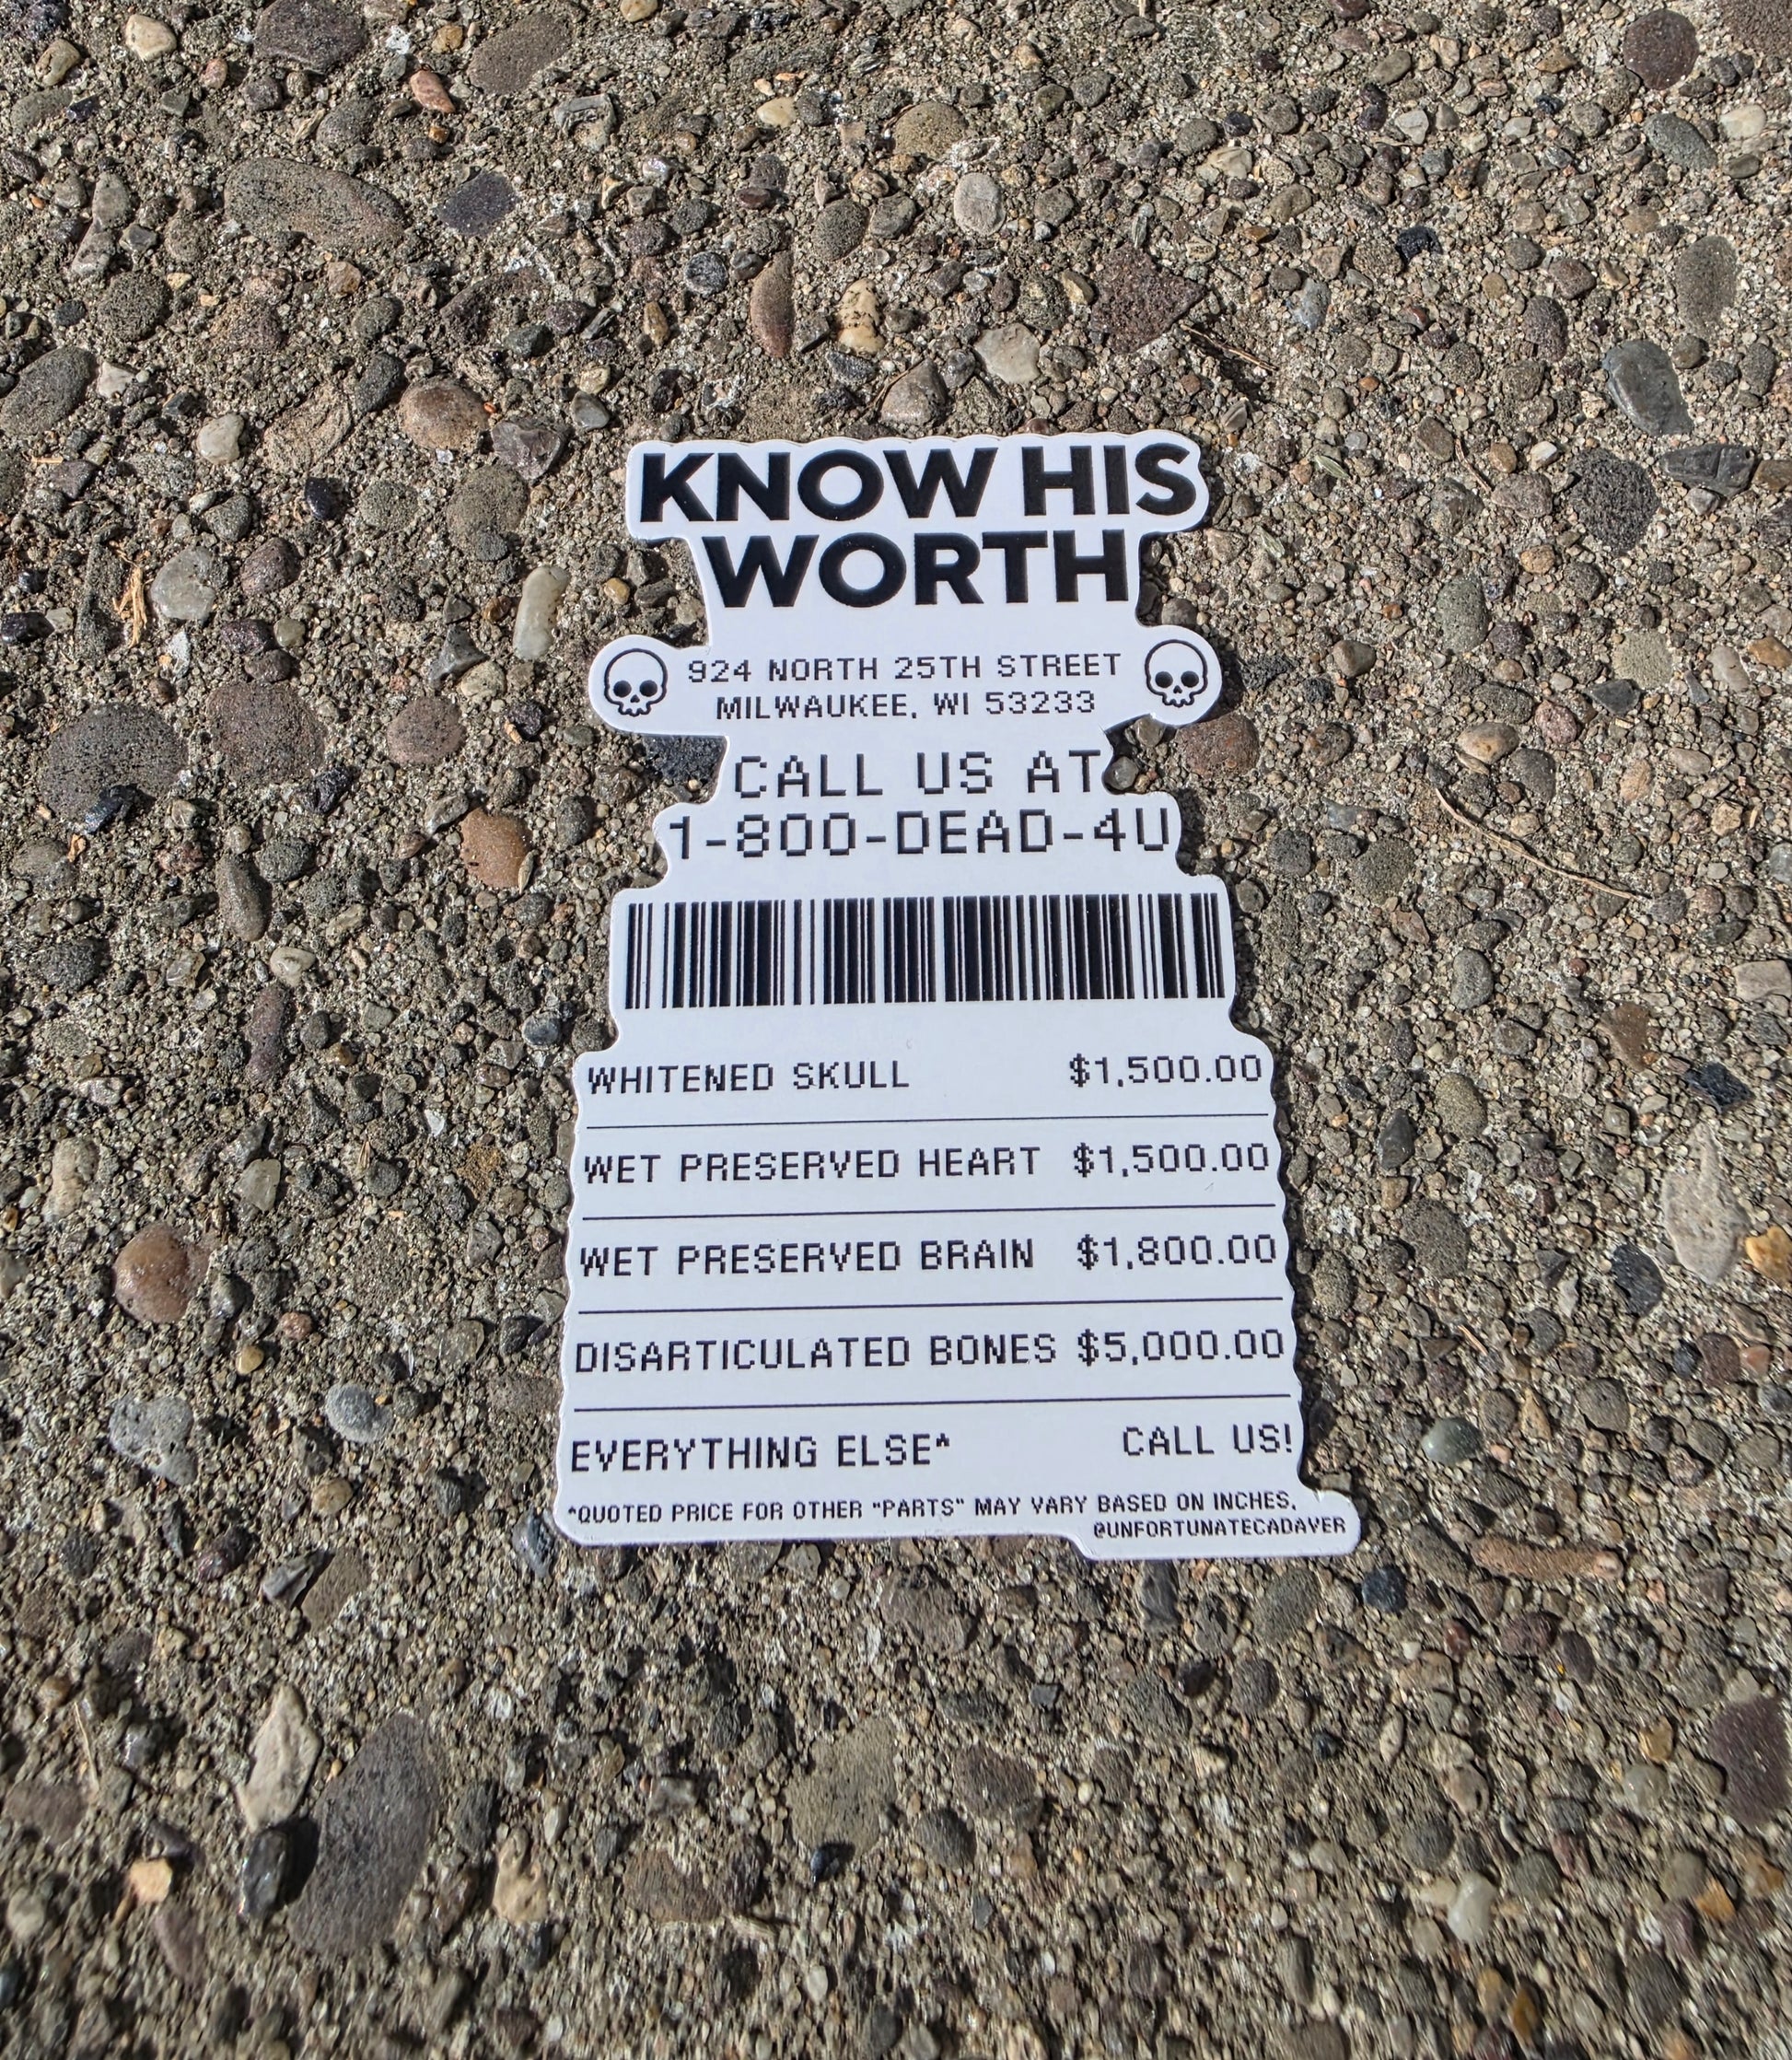 KNOW HIS
WORTH
924 NORTH 25TH STREET
MILWAUKEE, WI 53233
CALL US AT
1-800-DEAD-4U
WHITENED SKULL $1,500.00
WET PRESERVED HEART $1,500.00
WET PRESERVED BRAIN $1,800.00
DISARTICULATED BONES $5,000.00
EVERYTHING ELSE* CALL US!
*QUOTED PRICE FOR OTHER "PARTS" MAY VARY BASED ON INCHES.
@UNFORTUNATECADAVER